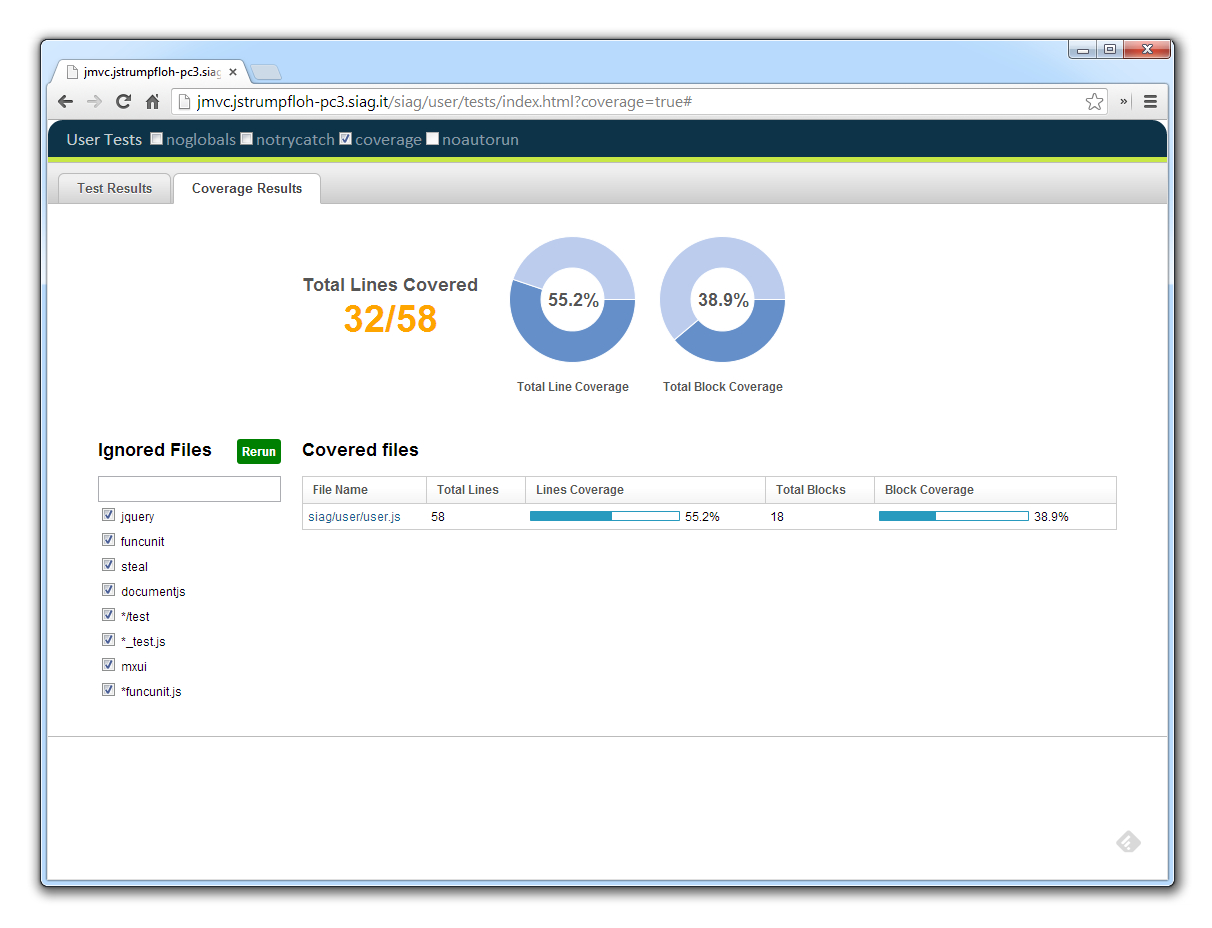 jmvc.jstrumpfloh-pc3.siag
jmvc.jstrumpfloh-pc3.siag.it/siag/user/tests/index.html?coverage=true#
User Tests noglobals notrycatch coverage noautorun
Test Results Coverage Results
Total Lines Covered
32/58
55.2%
Total Line Coverage
38.9%
Total Block Coverage
Ignored Files Rerun
jquery
funcunit
steal
documentjs
*/test
*_test.js
mxui
*funcunit.js
Covered files
File Name Total Lines Lines Coverage Total Blocks Block Coverage
siag/user/user.js 58 55.2% 18 38.9%